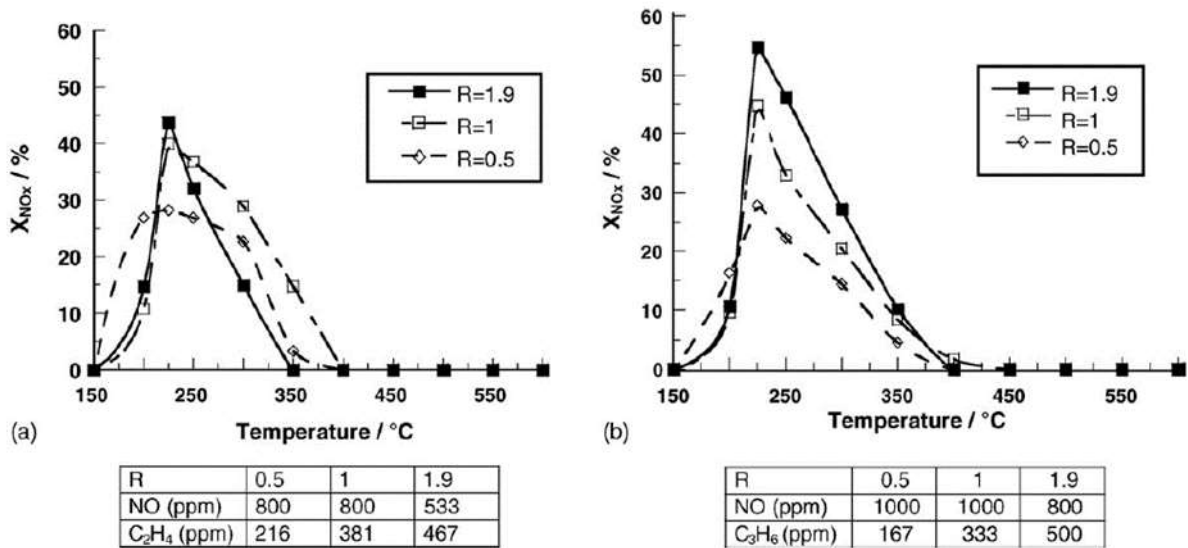 60
50
40
30
20
10
0
X_NOx / %
R=1.9
R=1
R=0.5
150 250 350 450 550
Temperature / °C
(a)
R 0.5 1 1.9
NO (ppm) 800 800 533
C₂H₄ (ppm) 216 381 467
60
50
40
30
20
10
0
X_NOx / %
R=1.9
R=1
R=0.5
150 250 350 450 550
Temperature / °C
(b)
R 0.5 1 1.9
NO (ppm) 1000 1000 800
C₃H₆ (ppm) 167 333 500